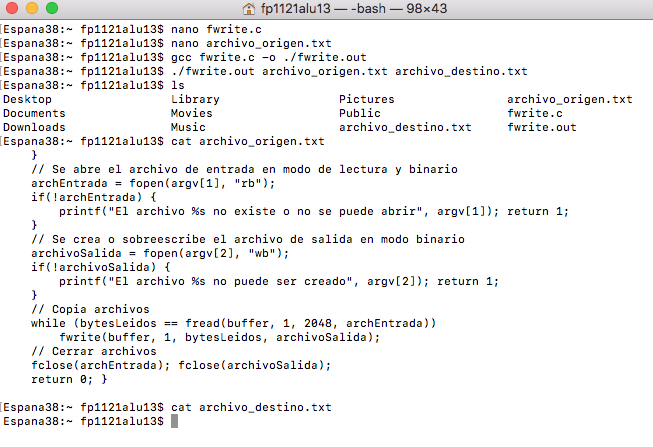 fp1121alu13 — -bash — 98×43
[Espana38:~ fp1121alu13$ nano fwrite.c
[Espana38:~ fp1121alu13$ nano archivo_origen.txt
[Espana38:~ fp1121alu13$ gcc fwrite.c -o ./fwrite.out
[Espana38:~ fp1121alu13$ ./fwrite.out archivo_origen.txt archivo_destino.txt
[Espana38:~ fp1121alu13$ ls
Desktop Library Pictures archivo_origen.txt
Documents Movies Public fwrite.c
Downloads Music archivo_destino.txt fwrite.out
[Espana38:~ fp1121alu13$ cat archivo_origen.txt
}
// Se abre el archivo de entrada en modo de lectura y binario
archEntrada = fopen(argv[1], "rb");
if(!archEntrada) {
printf("El archivo %s no existe o no se puede abrir", argv[1]); return 1;
}
// Se crea o sobreescribe el archivo de salida en modo binario
archivoSalida = fopen(argv[2], "wb");
if(!archivoSalida) {
printf("El archivo %s no puede ser creado", argv[2]); return 1;
}
// Copia archivos
while (bytesLeidos == fread(buffer, 1, 2048, archEntrada))
fwrite(buffer, 1, bytesLeidos, archivoSalida);
// Cerrar archivos
fclose(archEntrada); fclose(archivoSalida);
return 0; }
[Espana38:~ fp1121alu13$ cat archivo_destino.txt
Espana38:~ fp1121alu13$